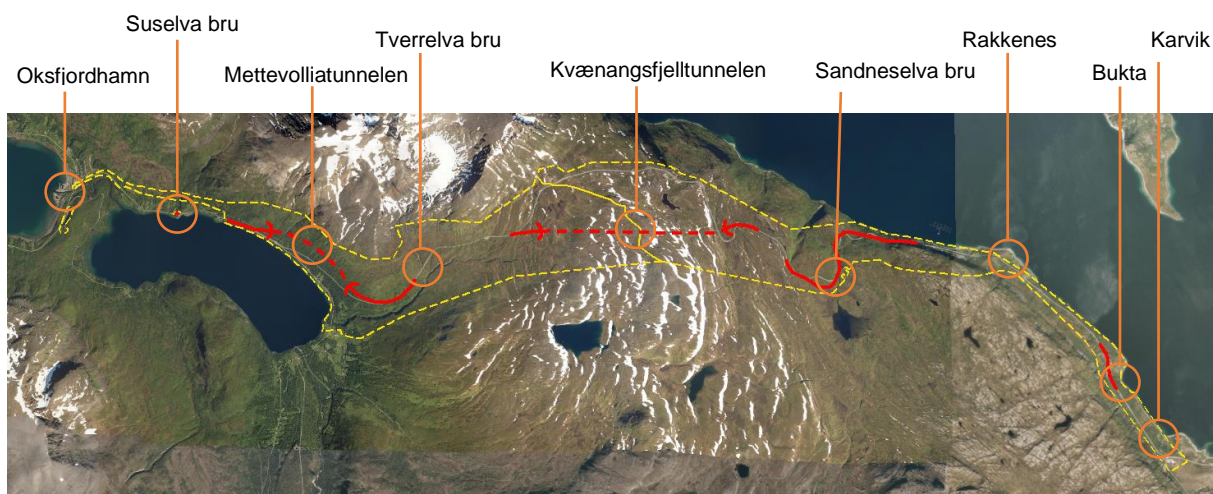 Suselva bru
Tverrelva bru
Rakkenes
Karvik
Oksfjordhamn
Mettevolliatunnelen
Kvænangsfjelltunnelen
Sandneselva bru
Bukta